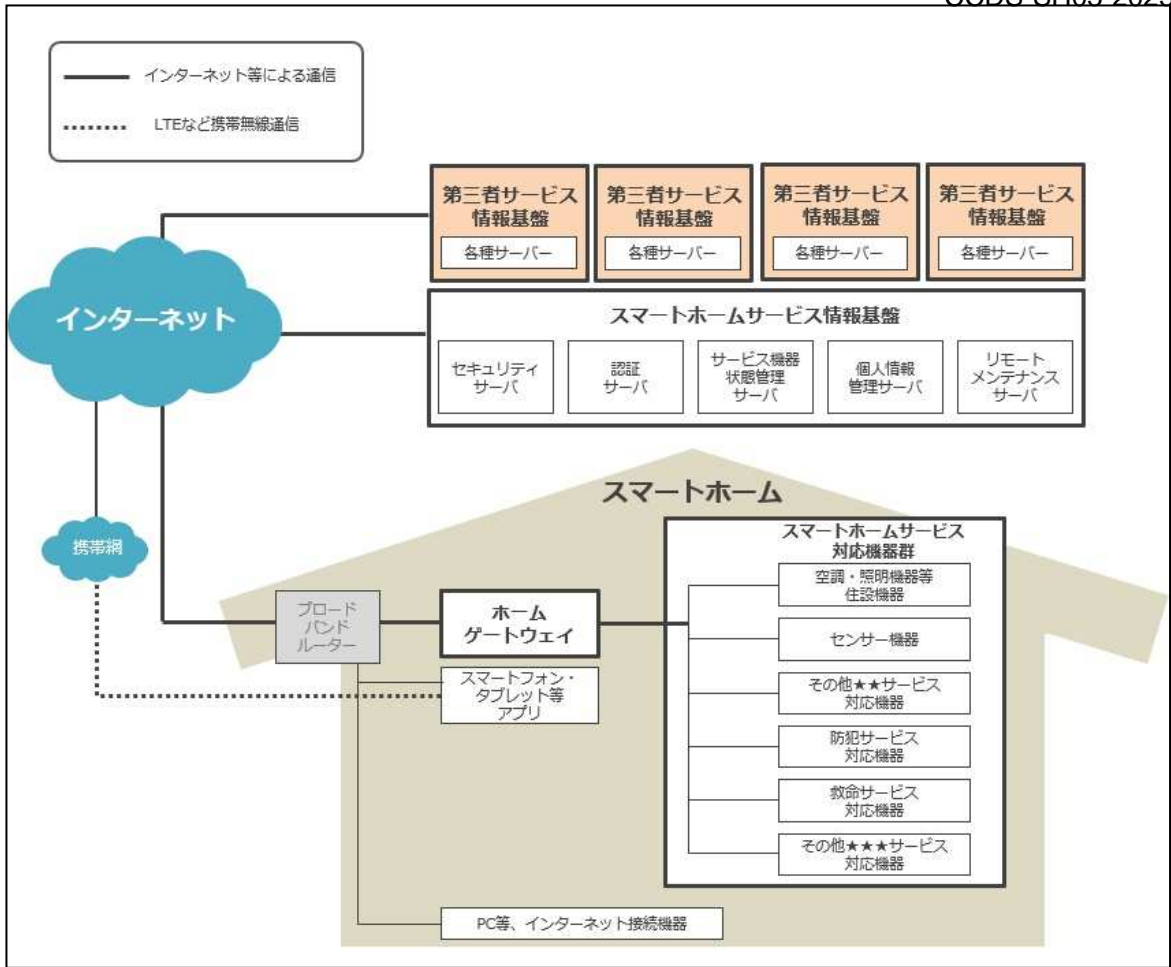 インターネット等による通信
LTEなど携帯無線通信
第三者サービス
情報基盤
各種サーバー
第三者サービス
情報基盤
各種サーバー
第三者サービス
情報基盤
各種サーバー
第三者サービス
情報基盤
各種サーバー
インターネット
スマートホームサービス情報基盤
セキュリティ
サーバ
認証
サーバ
サービス機器
状態管理
サーバ
個人情報
管理サーバ
リモート
メンテナンス
サーバ
スマートホーム
携帯網
ブロード
バンド
ルーター
ホーム
ゲートウェイ
スマートフォン・
タブレット等
アプリ
スマートホームサービス
対応機器群
空調・照明機器等
住設機器
センサー機器
その他★★サービス
対応機器
防犯サービス
対応機器
救命サービス
対応機器
その他★★★サービス
対応機器
PC等、インターネット接続機器